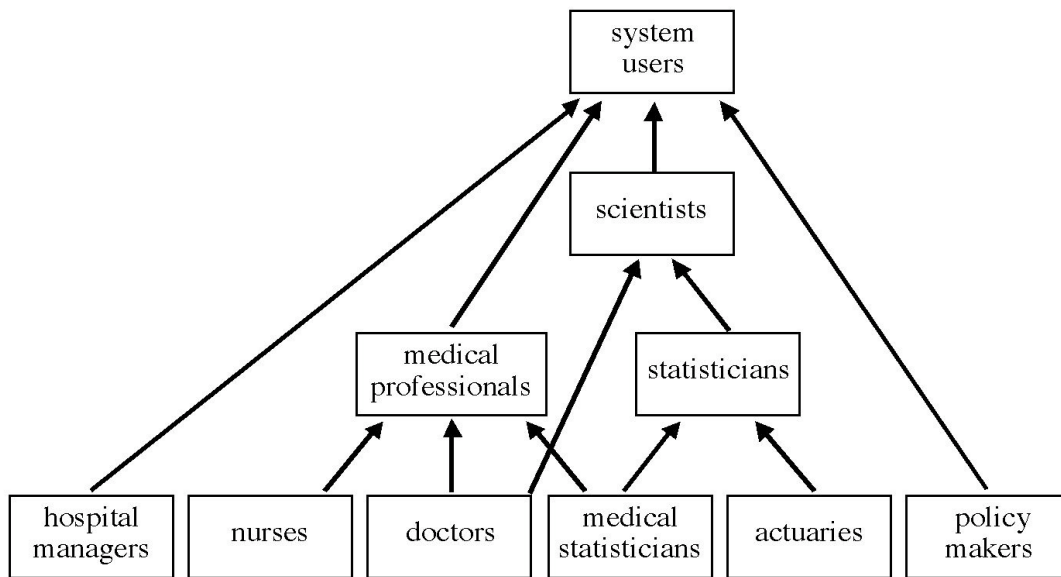 system
users
scientists
medical
professionals
statisticians
hospital
managers
nurses
doctors
medical
statisticians
actuaries
policy
makers